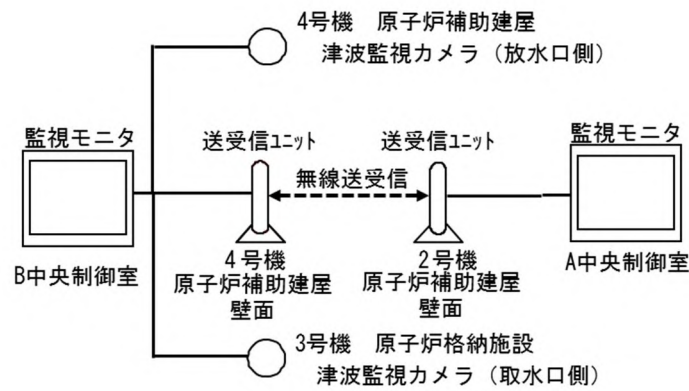 4号機　原子炉補助建屋
津波監視カメラ（放水口側）
監視モニタ
送受信ﾕﾆｯﾄ
送受信ﾕﾆｯﾄ
監視モニタ
無線送受信
B中央制御室
4号機
原子炉補助建屋
壁面
2号機
原子炉補助建屋
壁面
A中央制御室
3号機　原子炉格納施設
津波監視カメラ（取水口側）